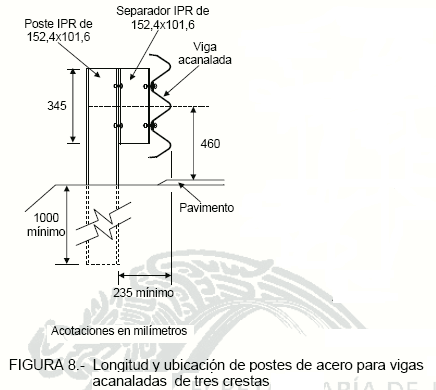 Separador IPR de
152,4x101,6
Poste IPR de
152,4x101,6
Viga
acanalada
345
460
1000
mínimo
Pavimento
235 mínimo
Acotaciones en milímetros
FIGURA 8.- Longitud y ubicación de postes de acero para vigas
acanaladas de tres crestas